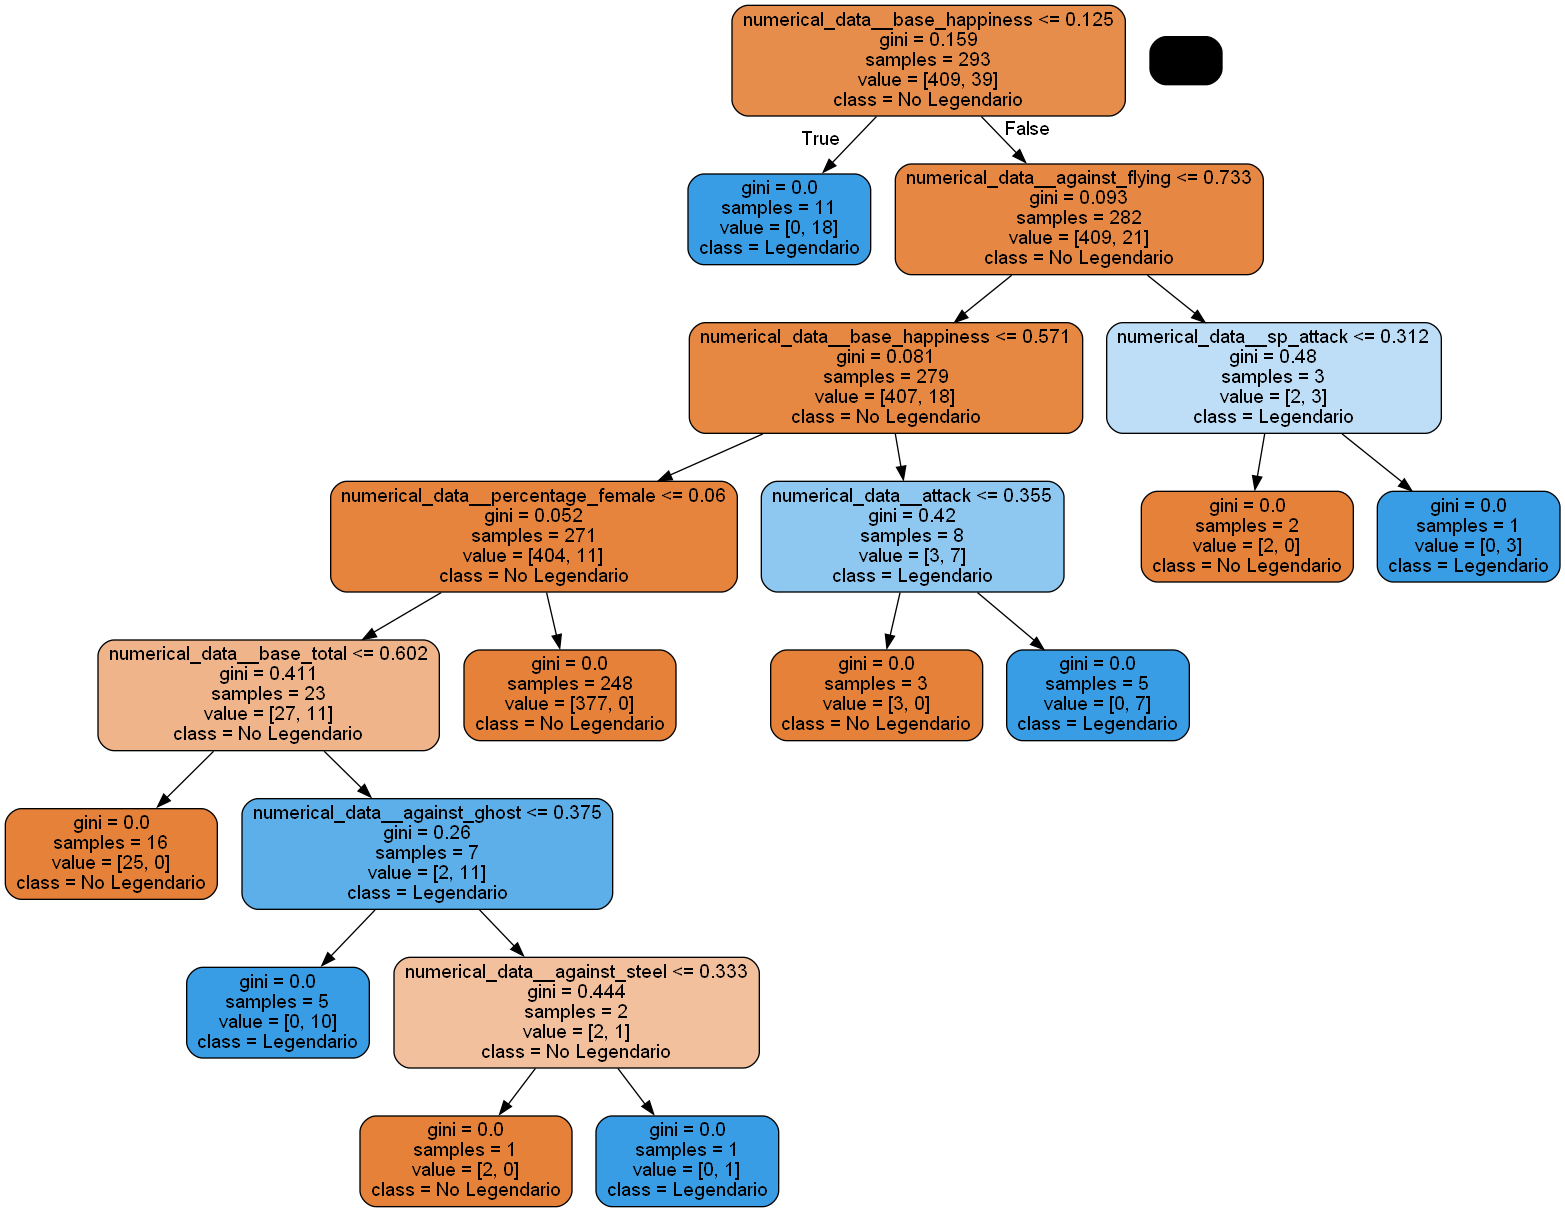 numerical_data__base_happiness <= 0.125
gini = 0.159
samples = 293
value = [409, 39]
class = No Legendario
True
False
gini = 0.0
samples = 11
value = [0, 18]
class = Legendario
numerical_data__against_flying <= 0.733
gini = 0.093
samples = 282
value = [409, 21]
class = No Legendario
numerical_data__base_happiness <= 0.571
gini = 0.081
samples = 279
value = [407, 18]
class = No Legendario
numerical_data__sp_attack <= 0.312
gini = 0.48
samples = 3
value = [2, 3]
class = Legendario
numerical_data__percentage_female <= 0.06
gini = 0.052
samples = 271
value = [404, 11]
class = No Legendario
numerical_data__attack <= 0.355
gini = 0.42
samples = 8
value = [3, 7]
class = Legendario
gini = 0.0
samples = 2
value = [2, 0]
class = No Legendario
gini = 0.0
samples = 1
value = [0, 3]
class = Legendario
numerical_data__base_total <= 0.602
gini = 0.411
samples = 23
value = [27, 11]
class = No Legendario
gini = 0.0
samples = 248
value = [377, 0]
class = No Legendario
gini = 0.0
samples = 3
value = [3, 0]
class = No Legendario
gini = 0.0
samples = 5
value = [0, 7]
class = Legendario
gini = 0.0
samples = 16
value = [25, 0]
class = No Legendario
numerical_data__against_ghost <= 0.375
gini = 0.26
samples = 7
value = [2, 11]
class = Legendario
gini = 0.0
samples = 5
value = [0, 10]
class = Legendario
numerical_data__against_steel <= 0.333
gini = 0.444
samples = 2
value = [2, 1]
class = No Legendario
gini = 0.0
samples = 1
value = [2, 0]
class = No Legendario
gini = 0.0
samples = 1
value = [0, 1]
class = Legendario